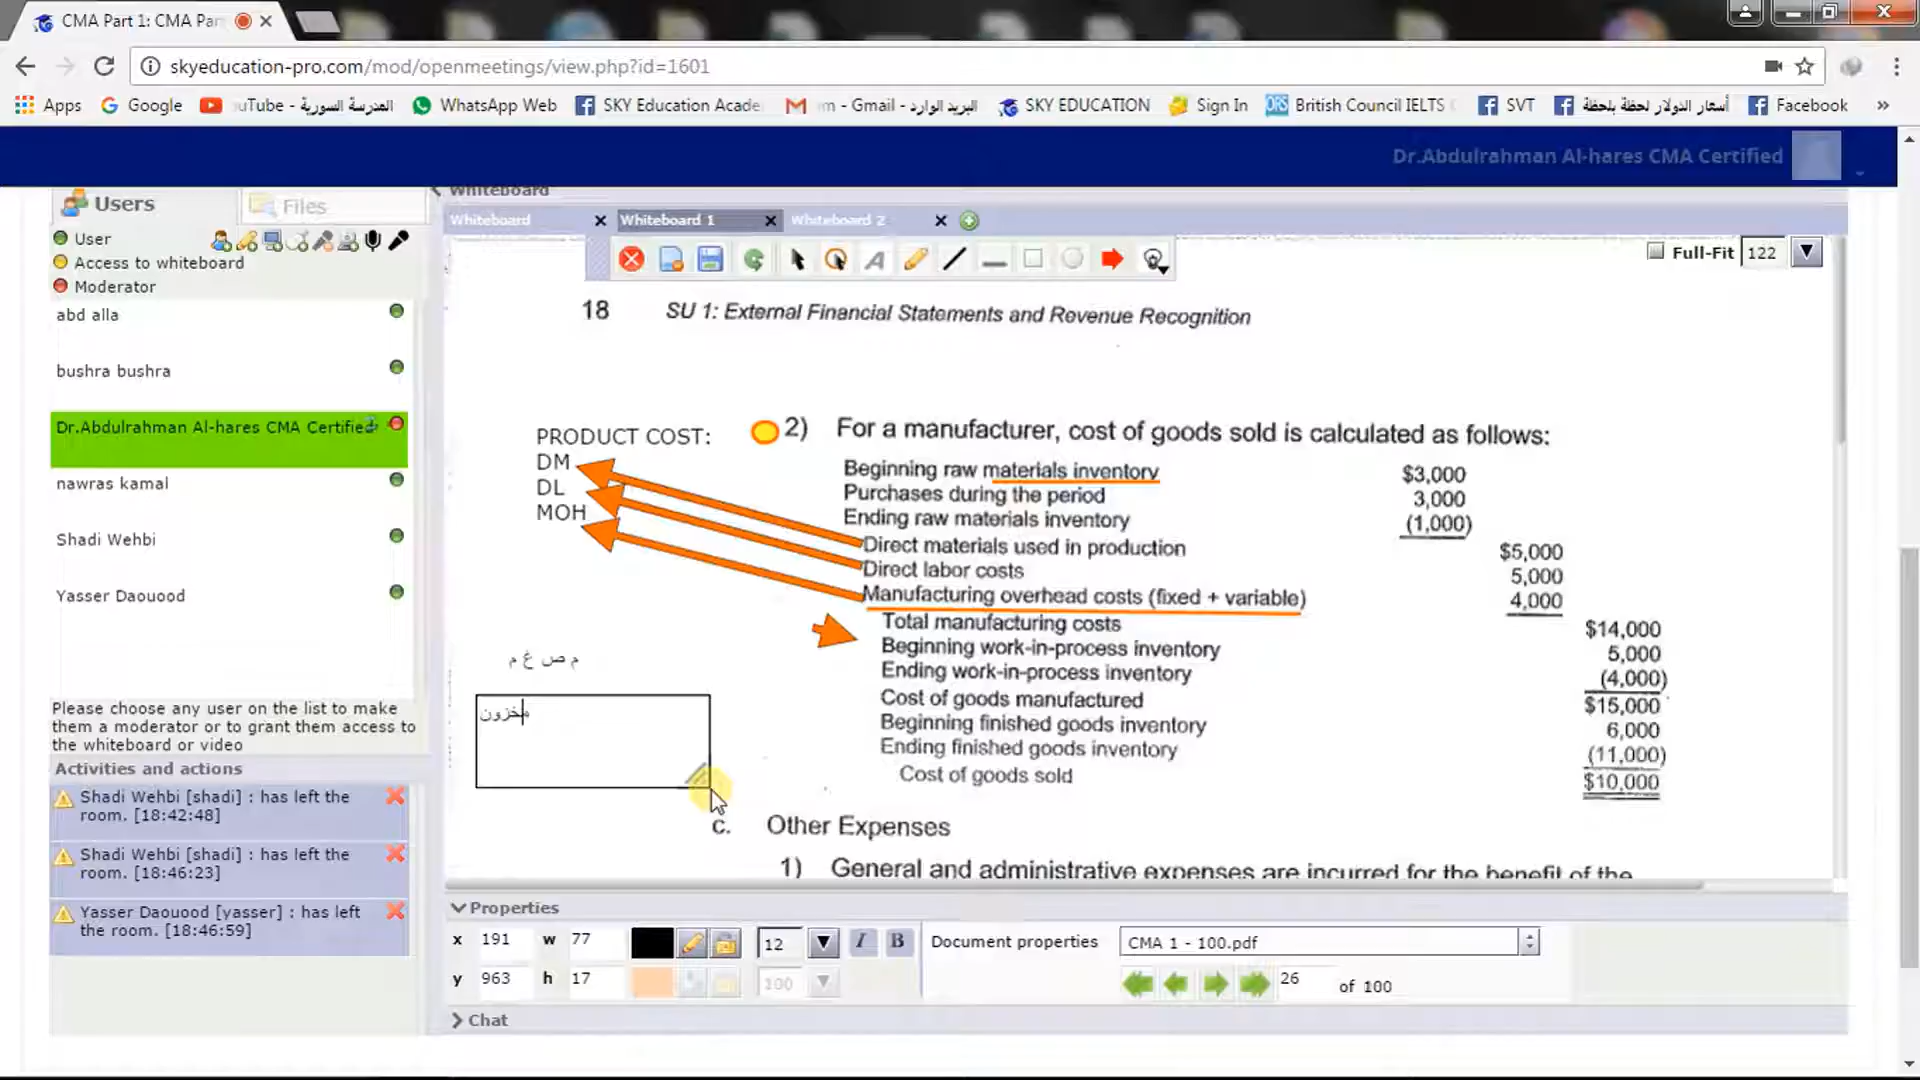 CMA Part 1: CMA Par
skyeducation-pro.com/mod/openmeetings/view.php?id=1601
Apps Google uTube - المدرسة السورية WhatsApp Web SKY Education Acade m - Gmail - البريد الوارد SKY EDUCATION Sign In ORS British Council IELTS SVT أسعار الدولار لحظة بلحظة Facebook »
Dr.Abdulrahman Al-hares CMA Certified
Users Files
User
Access to whiteboard
Moderator
abd alla
bushra bushra
Dr.Abdulrahman Al-hares CMA Certified
nawras kamal
Shadi Wehbi
Yasser Daouood
Please choose any user on the list to make
them a moderator or to grant them access to
the whiteboard or video
Activities and actions
Shadi Wehbi [shadi] : has left the
room. [18:42:48]
Shadi Wehbi [shadi] : has left the
room. [18:46:23]
Yasser Daouood [yasser] : has left
the room. [18:46:59]
Whiteboard
Whiteboard Whiteboard 1 Whiteboard 2
Full-Fit 122
18 SU 1: External Financial Statements and Revenue Recognition
PRODUCT COST:
DM
DL
MOH
م ص غ م
مخزون
2) For a manufacturer, cost of goods sold is calculated as follows:
Beginning raw materials inventory $3,000
Purchases during the period 3,000
Ending raw materials inventory (1,000)
Direct materials used in production $5,000
Direct labor costs 5,000
Manufacturing overhead costs (fixed + variable) 4,000
Total manufacturing costs $14,000
Beginning work-in-process inventory 5,000
Ending work-in-process inventory (4,000)
Cost of goods manufactured $15,000
Beginning finished goods inventory 6,000
Ending finished goods inventory (11,000)
Cost of goods sold $10,000
c. Other Expenses
1) General and administrative expenses are incurred for the benefit of the
Properties
x 191 w 77 12 I B Document properties CMA 1 - 100.pdf
y 963 h 17 100 26 of 100
Chat